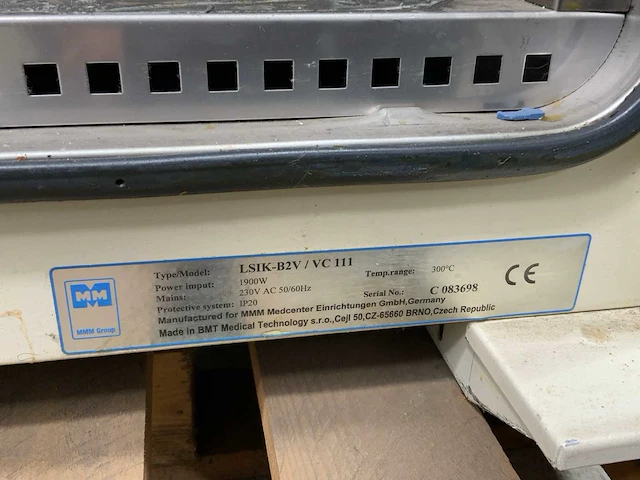 Type/Model: LSIK-B2V / VC 111
Power input: 1900W Temp.range: 300°C
Mains: 230V AC 50/60Hz
Protective system: IP20 Serial No.: C 083698
Manufactured for MMM Medcenter Einrichtungen GmbH,Germany
Made in BMT Medical Technology s.r.o.,Cejl 50,CZ-65660 BRNO,Czech Republic
MMM
MMM Group
CE